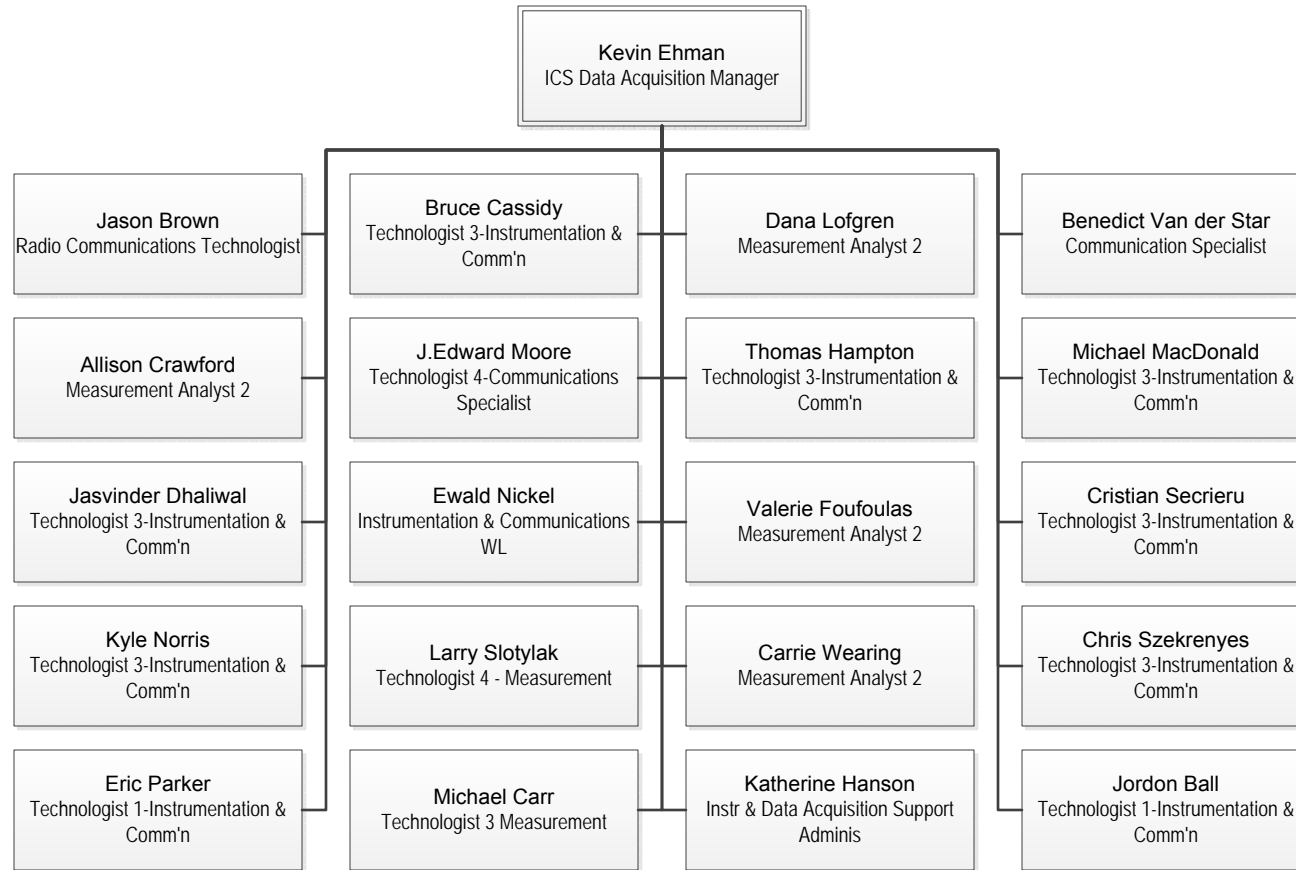 Kevin Ehman
ICS Data Acquisition Manager
Jason Brown
Radio Communications Technologist
Bruce Cassidy
Technologist 3-Instrumentation &
Comm'n
Dana Lofgren
Measurement Analyst 2
Benedict Van der Star
Communication Specialist
Allison Crawford
Measurement Analyst 2
J.Edward Moore
Technologist 4-Communications
Specialist
Thomas Hampton
Technologist 3-Instrumentation &
Comm'n
Michael MacDonald
Technologist 3-Instrumentation &
Comm'n
Jasvinder Dhaliwal
Technologist 3-Instrumentation &
Comm'n
Ewald Nickel
Instrumentation & Communications
WL
Valerie Foufoulas
Measurement Analyst 2
Cristian Secrieru
Technologist 3-Instrumentation &
Comm'n
Kyle Norris
Technologist 3-Instrumentation &
Comm'n
Larry Slotylak
Technologist 4 - Measurement
Carrie Wearing
Measurement Analyst 2
Chris Szekrenyes
Technologist 3-Instrumentation &
Comm'n
Eric Parker
Technologist 1-Instrumentation &
Comm'n
Michael Carr
Technologist 3 Measurement
Katherine Hanson
Instr & Data Acquisition Support
Adminis
Jordon Ball
Technologist 1-Instrumentation &
Comm'n